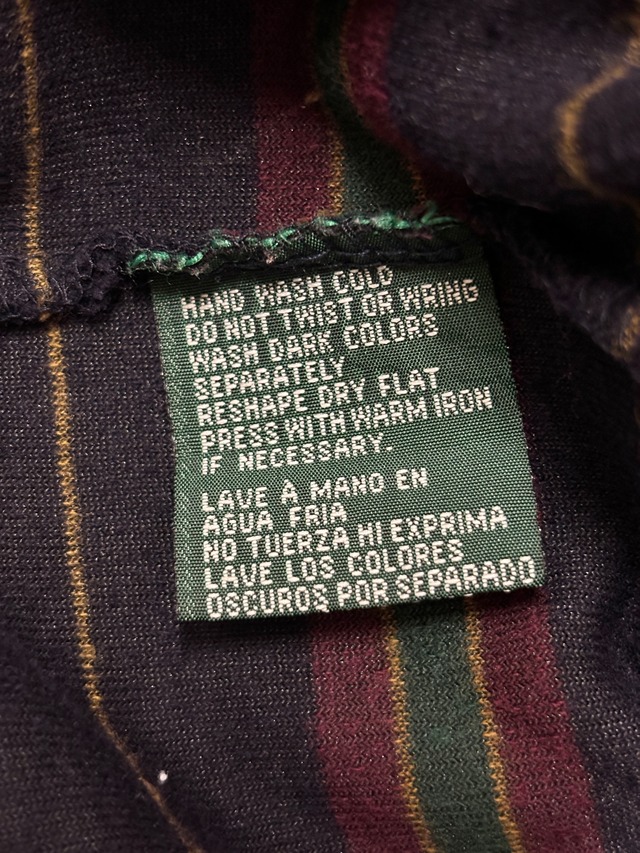 HAND WASH COLD
DO NOT TWIST OR WRING
WASH DARK COLORS
SEPARATELY
RESHAPE DRY FLAT
PRESS WITH WARM IRON
IF NECESSARY.
LAVE À MANO EN
AGUA FRIA
NO TUERZA HI EXPRIMA
LAVE LOS COLORES
OSCUROS POR SEPARADO